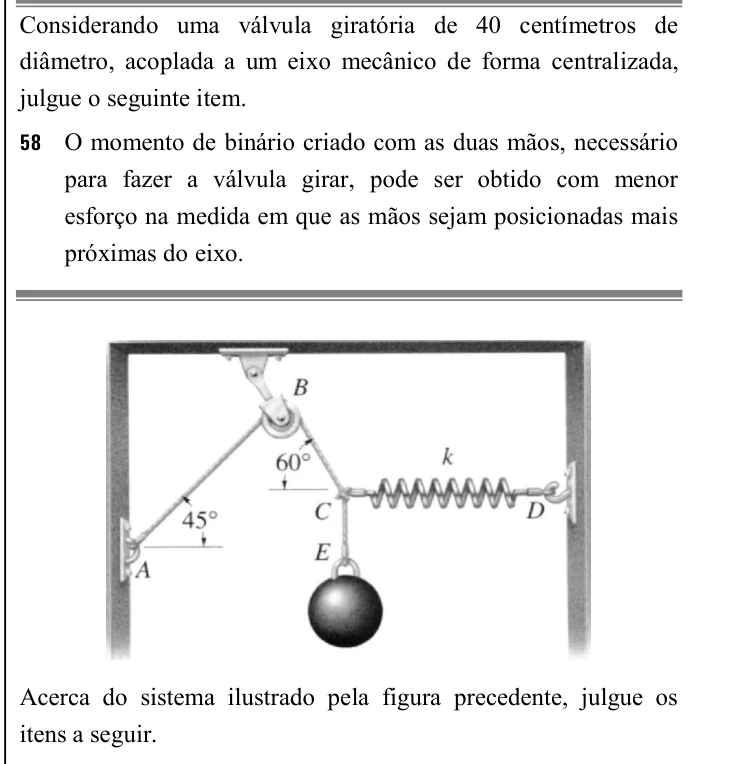 Considerando uma válvula giratória de 40 centímetros de
diâmetro, acoplada a um eixo mecânico de forma centralizada,
julgue o seguinte item.
58 O momento de binário criado com as duas mãos, necessário
para fazer a válvula girar, pode ser obtido com menor
esforço na medida em que as mãos sejam posicionadas mais
próximas do eixo.
B
60°
k
C
D
45°
E
A
Acerca do sistema ilustrado pela figura precedente, julgue os
itens a seguir.